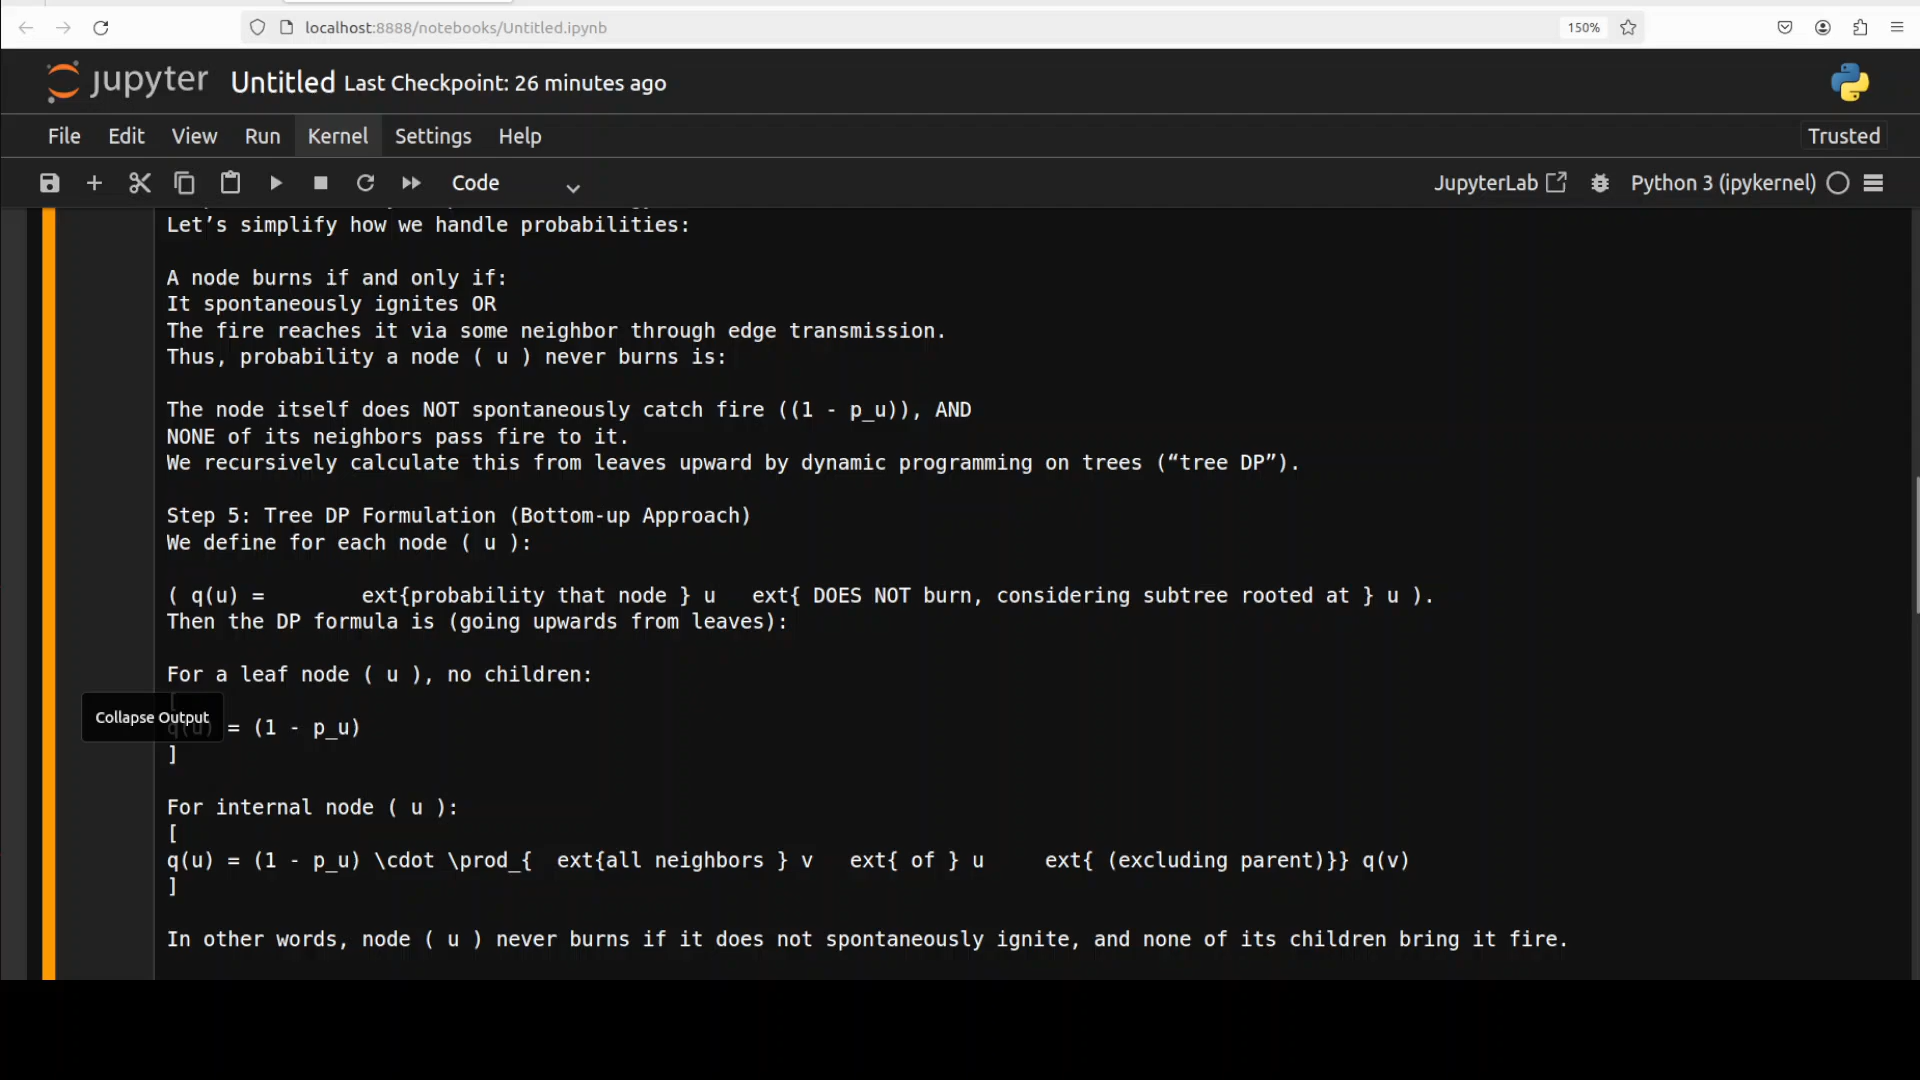 localhost:8888/notebooks/Untitled.ipynb
150%
jupyter Untitled Last Checkpoint: 26 minutes ago
File Edit View Run Kernel Settings Help
Trusted
Code
JupyterLab
Python 3 (ipykernel)
Let’s simplify how we handle probabilities:
A node burns if and only if:
It spontaneously ignites OR
The fire reaches it via some neighbor through edge transmission.
Thus, probability a node ( u ) never burns is:
The node itself does NOT spontaneously catch fire ((1 - p_u)), AND
NONE of its neighbors pass fire to it.
We recursively calculate this from leaves upward by dynamic programming on trees (“tree DP”).
Step 5: Tree DP Formulation (Bottom-up Approach)
We define for each node ( u ):
( q(u) =        ext{probability that node } u   ext{ DOES NOT burn, considering subtree rooted at } u ).
Then the DP formula is (going upwards from leaves):
For a leaf node ( u ), no children:
[
Collapse Output
q(u) = (1 - p_u)
]
For internal node ( u ):
[
q(u) = (1 - p_u) \cdot \prod_{  ext{all neighbors } v   ext{ of } u     ext{ (excluding parent)}} q(v)
]
In other words, node ( u ) never burns if it does not spontaneously ignite, and none of its children bring it fire.